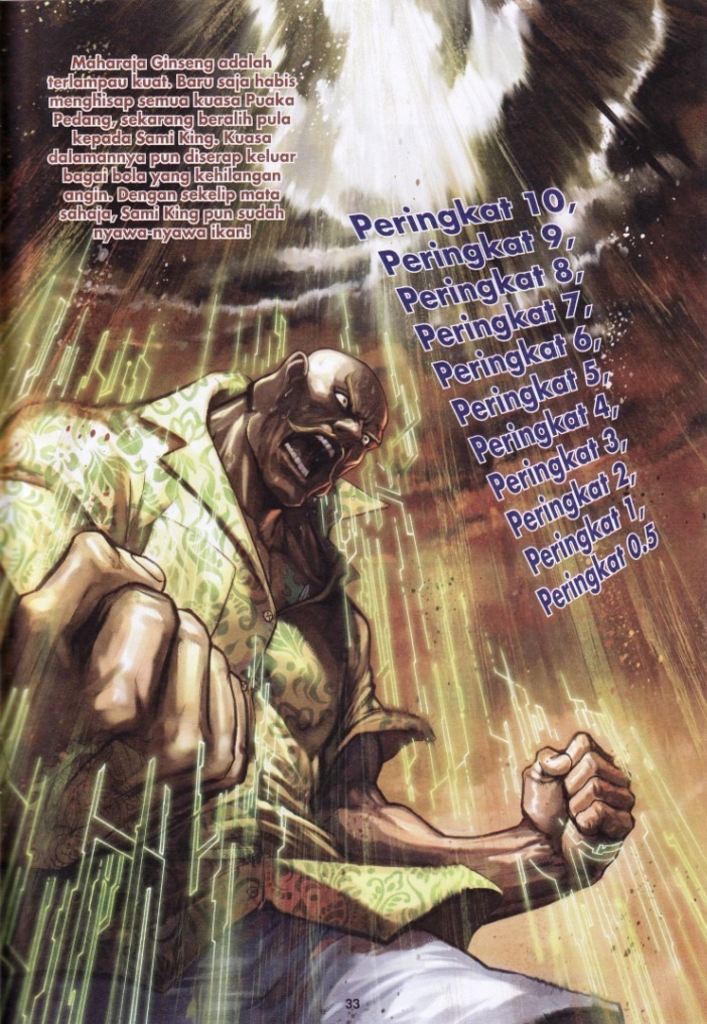 Maharaja Ginseng adalah
terlampau kuat. Baru saja habis
menghisap semua kuasa Puaka
Pedang, sekarang beralih pula
kepada Sami King. Kuasa
dalamannya pun diserap keluar
bagai bola yang kehilangan
angin. Dengan sekelip mata
sahaja, Sami King pun sudah
nyawa-nyawa ikan!
Peringkat 10,
Peringkat 9,
Peringkat 8,
Peringkat 7,
Peringkat 6,
Peringkat 5,
Peringkat 4,
Peringkat 3,
Peringkat 2,
Peringkat 1,
Peringkat 0.5
33